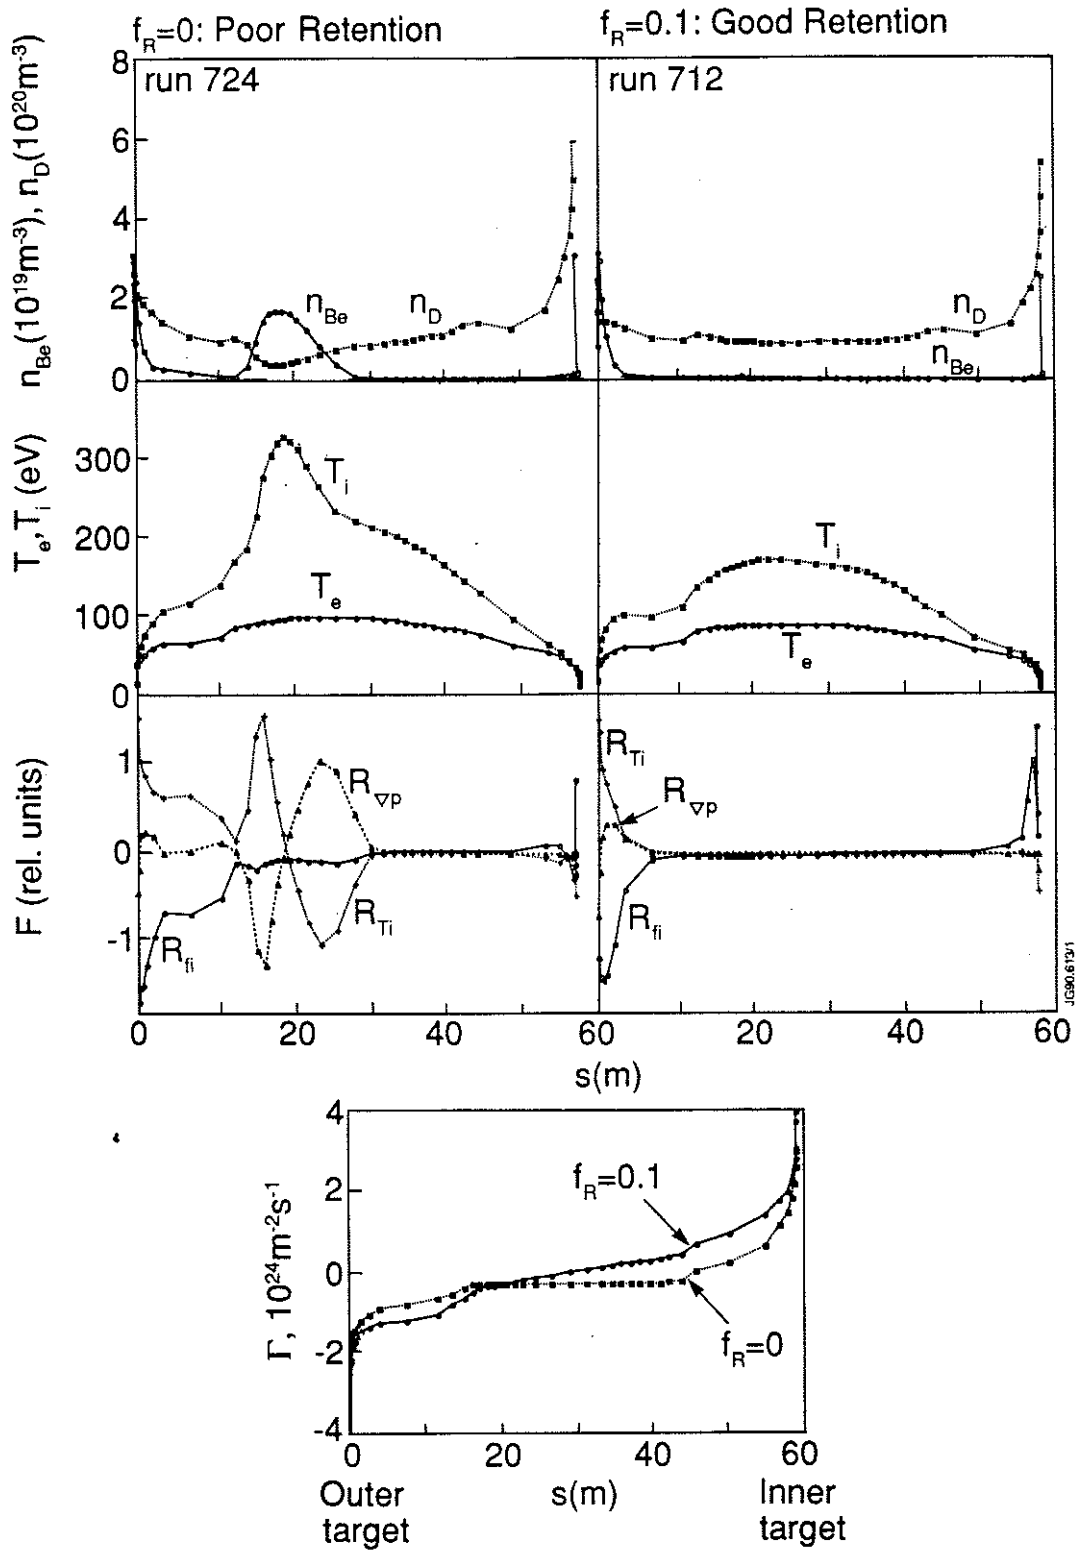 f_R=0: Poor Retention
f_R=0.1: Good Retention
n_Be(10^19m^-3), n_D(10^20m^-3)
8
6
4
2
0
run 724
run 712
n_Be
n_D
n_D
n_Be
T_e,T_i (eV)
300
200
100
0
T_i
T_e
T_i
T_e
F (rel. units)
1
0
-1
R_∇p
R_Ti
R_fi
R_Ti
R_∇p
R_fi
0 20 40 60 20 40 60
s(m)
JG90.613/1
Γ, 10^24m^-2s^-1
4
2
0
-2
-4
f_R=0.1
f_R=0
0 20 40 60
Outer target
s(m)
Inner target